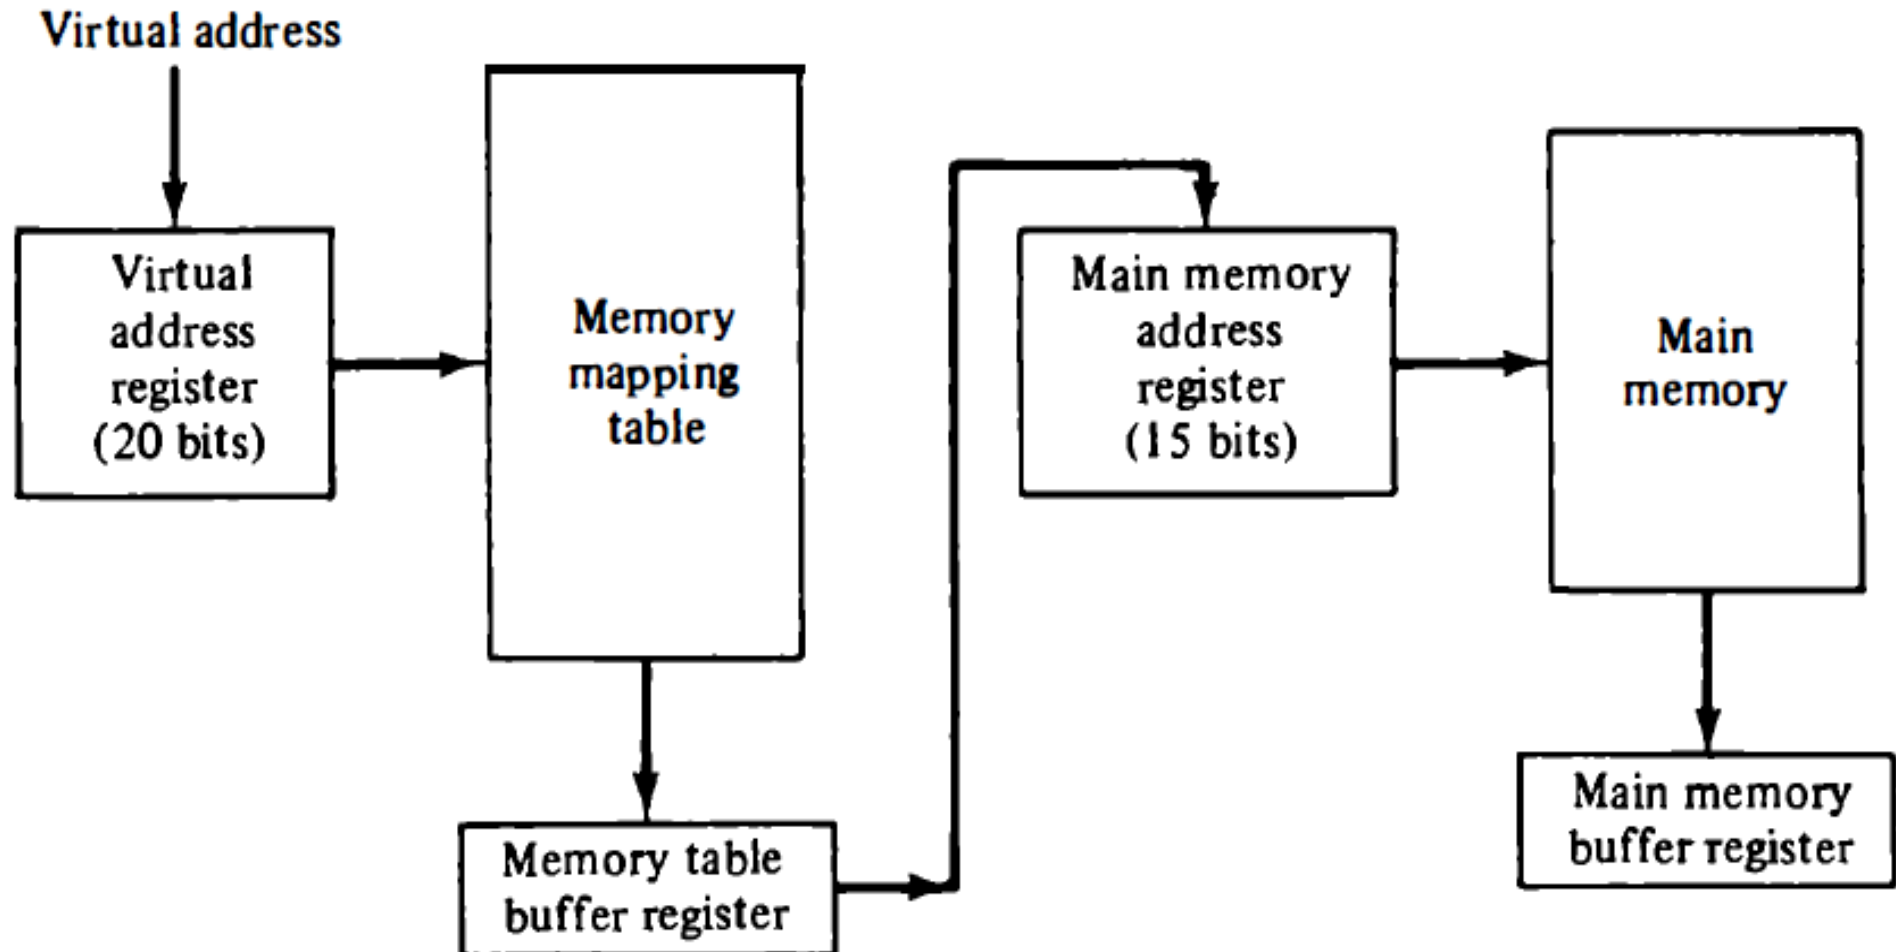 Virtual address
Virtual
address
register
(20 bits)
Memory
mapping
table
Memory table
buffer register
Main memory
address
register
(15 bits)
Main
memory
Main memory
buffer register